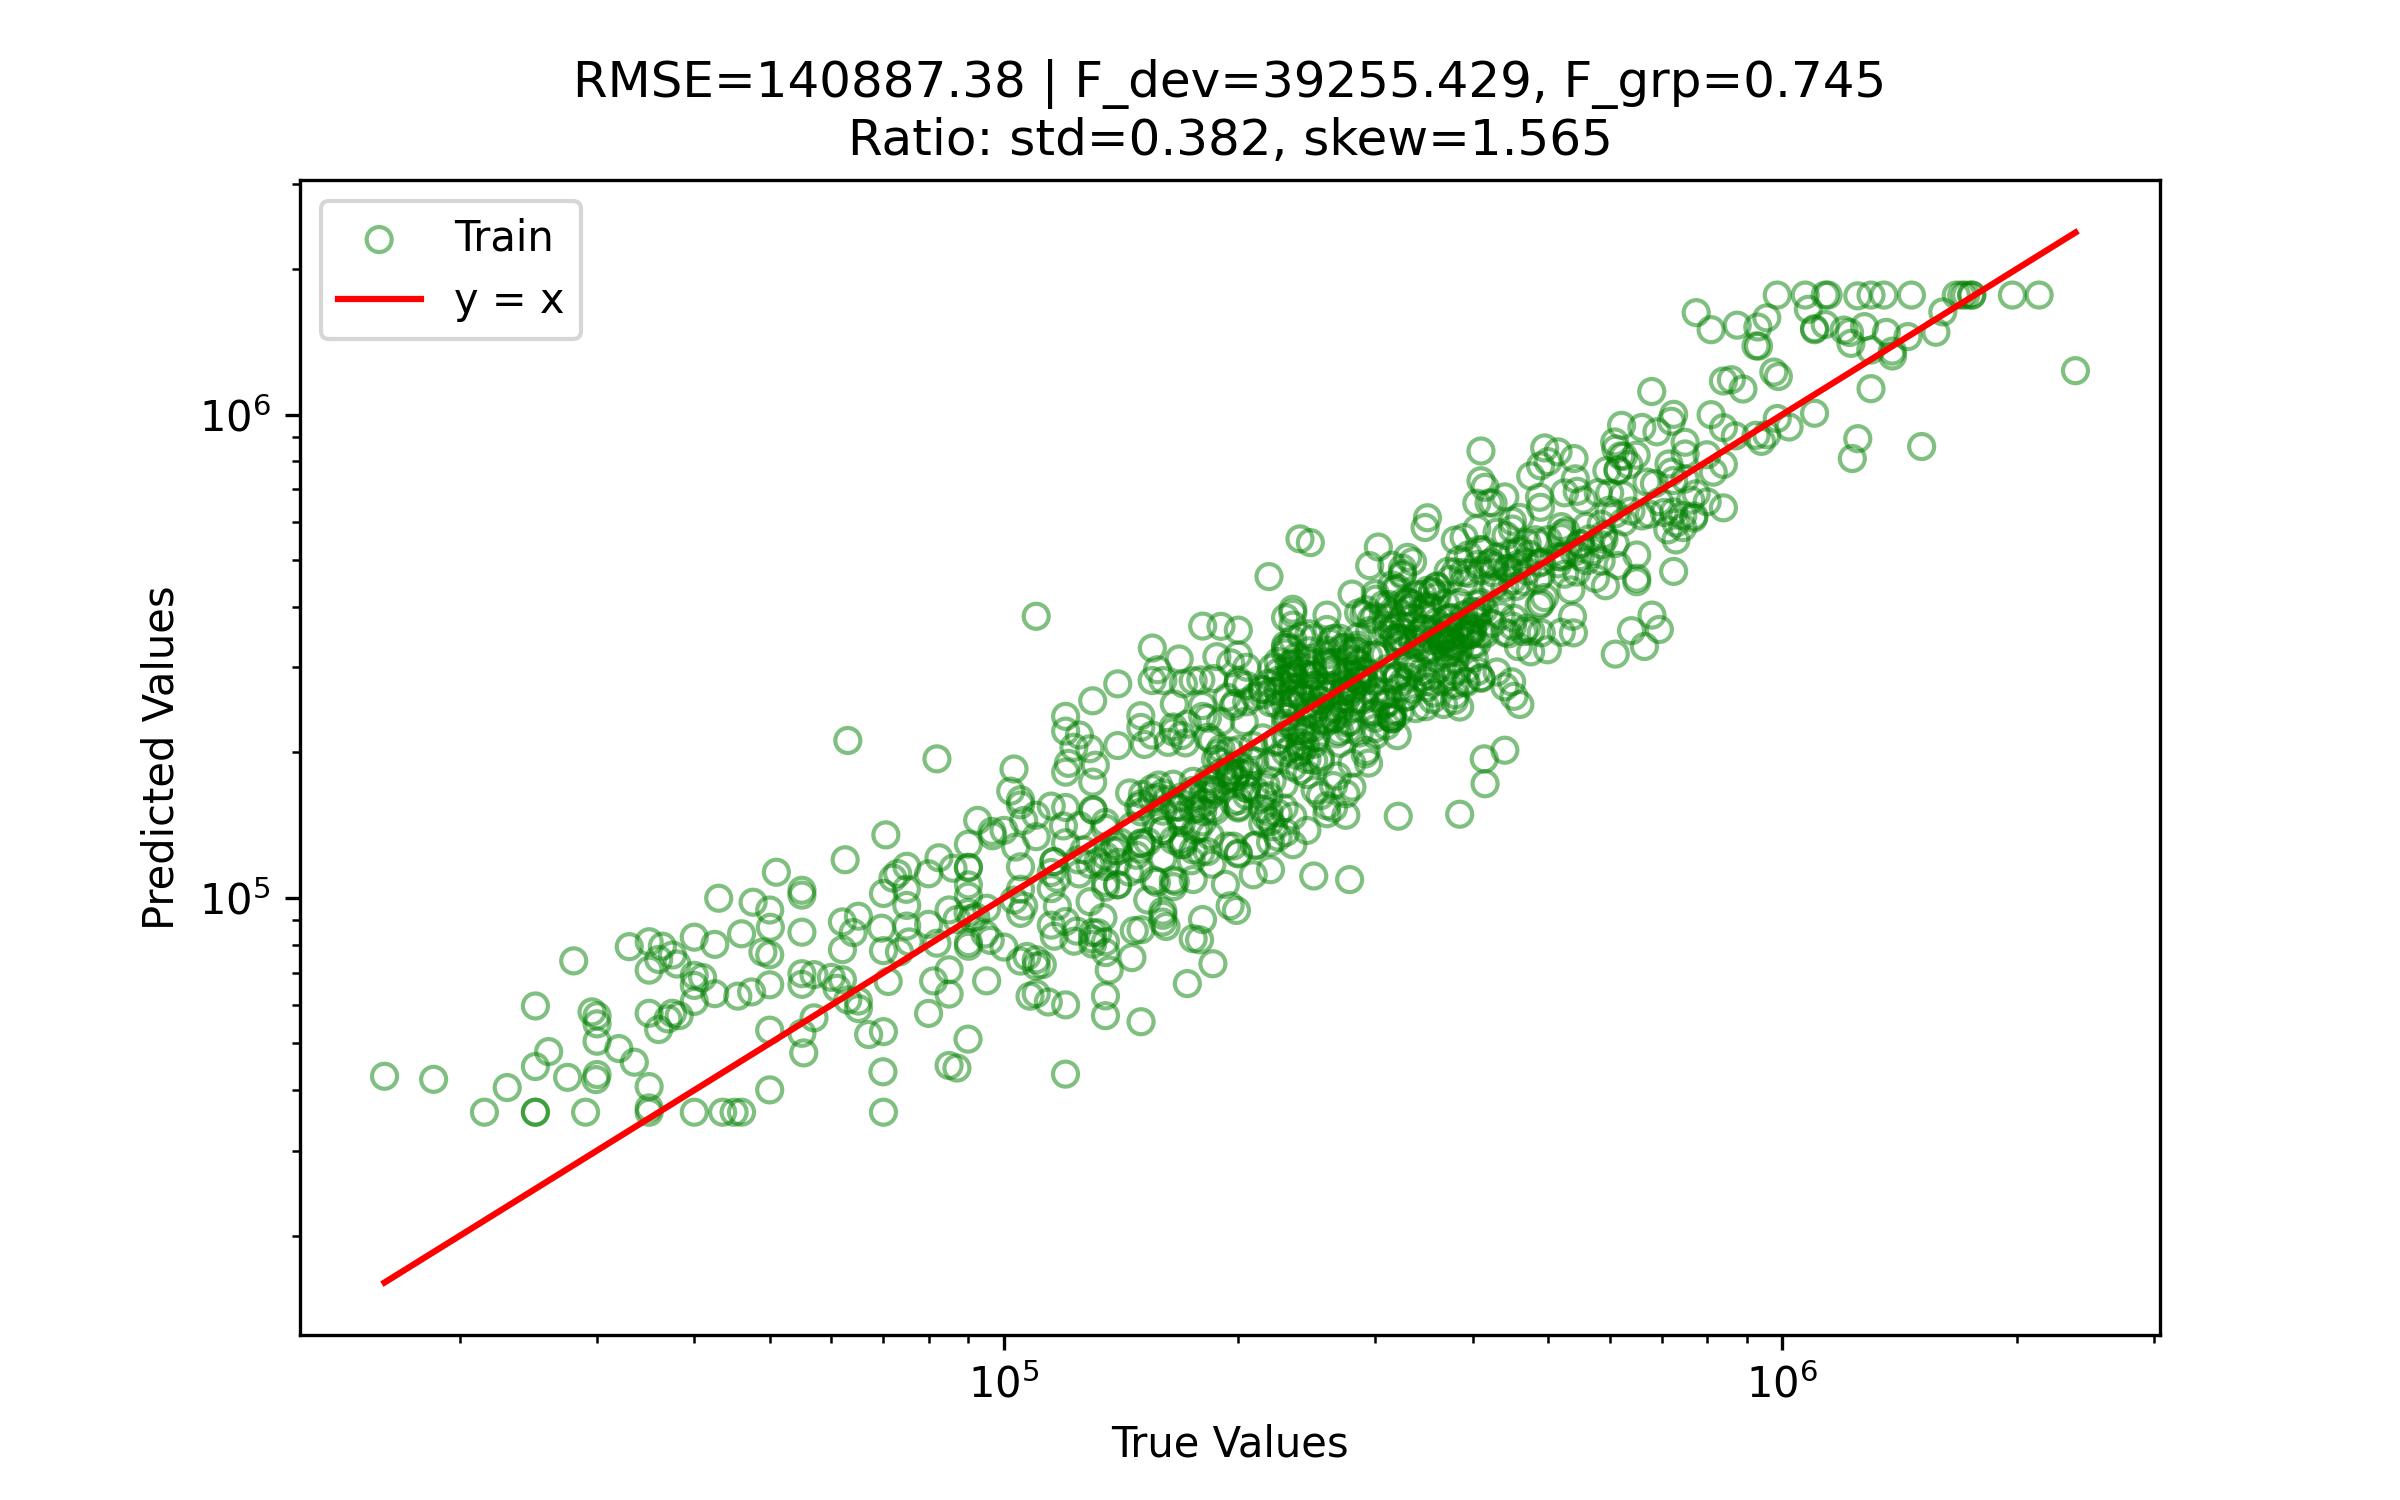 RMSE=140887.38 | F_dev=39255.429, F_grp=0.745
Ratio: std=0.382, skew=1.565
Train
y = x
10⁶
10⁵
Predicted Values
10⁵
10⁶
True Values